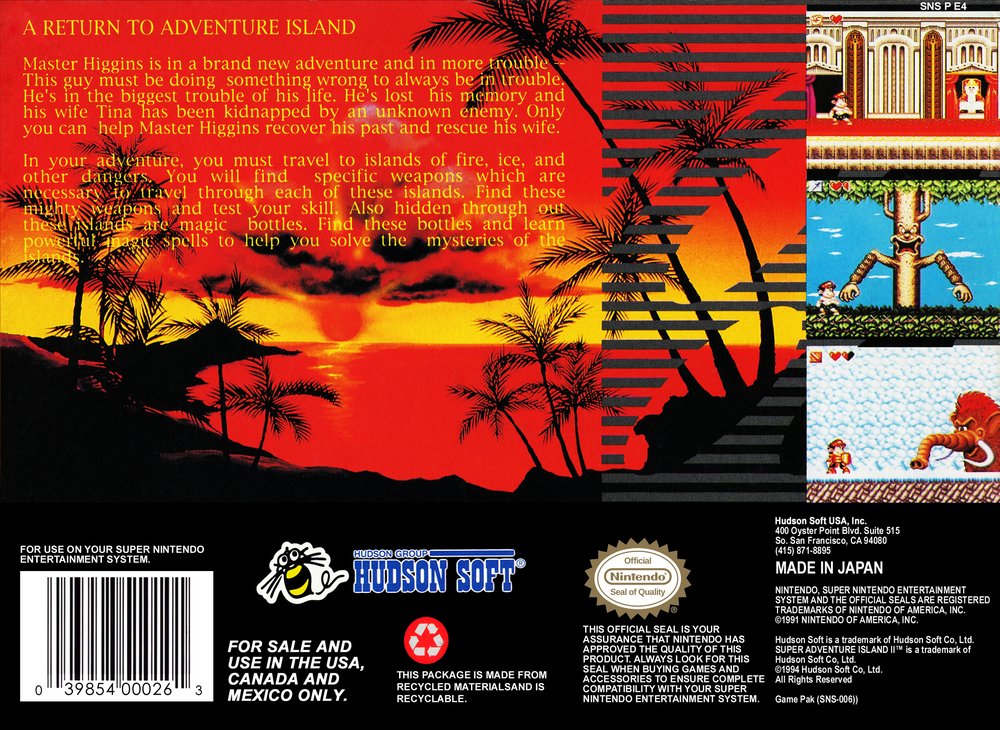 SNS P E4
A RETURN TO ADVENTURE ISLAND
Master Higgins is in a brand new adventure and in more trouble --
This guy must be doing something wrong to always be in trouble.
He's in the biggest trouble of his life. He's lost his memory and
his wife Tina has been kidnapped by an unknown enemy. Only
you can help Master Higgins recover his past and rescue his wife.
In your adventure, you must travel to islands of fire, ice, and
other dangers. You will find specific weapons which are
necessary to travel through each of these islands. Find these
mighty weapons and test your skill. Also hidden through out
these islands are magic bottles. Find these bottles and learn
powerful magic spells to help you solve the mysteries of the
islands.
FOR USE ON YOUR SUPER NINTENDO
ENTERTAINMENT SYSTEM.
0 39854 00026 3
HUDSON GROUP
HUDSON SOFT®
FOR SALE AND
USE IN THE USA,
CANADA AND
MEXICO ONLY.
THIS PACKAGE IS MADE FROM
RECYCLED MATERIALSAND IS
RECYCLABLE.
Official
Nintendo®
Seal of Quality
®
THIS OFFICIAL SEAL IS YOUR
ASSURANCE THAT NINTENDO HAS
APPROVED THE QUALITY OF THIS
PRODUCT. ALWAYS LOOK FOR THIS
SEAL WHEN BUYING GAMES AND
ACCESSORIES TO ENSURE COMPLETE
COMPATIBILITY WITH YOUR SUPER
NINTENDO ENTERTAINMENT SYSTEM.
Hudson Soft USA, Inc.
400 Oyster Point Blvd. Suite 515
So. San Francisco, CA 94080
(415) 871-8895
MADE IN JAPAN
NINTENDO, SUPER NINTENDO ENTERTAINMENT
SYSTEM AND THE OFFICIAL SEALS ARE REGISTERED
TRADEMARKS OF NINTENDO OF AMERICA, INC.
©1991 NINTENDO OF AMERICA, INC.
Hudson Soft is a trademark of Hudson Soft Co, Ltd.
SUPER ADVENTURE ISLAND II™ is a trademark of
Hudson Soft Co, Ltd.
©1994 Hudson Soft Co, Ltd.
All Rights Reserved
Game Pak (SNS-006))